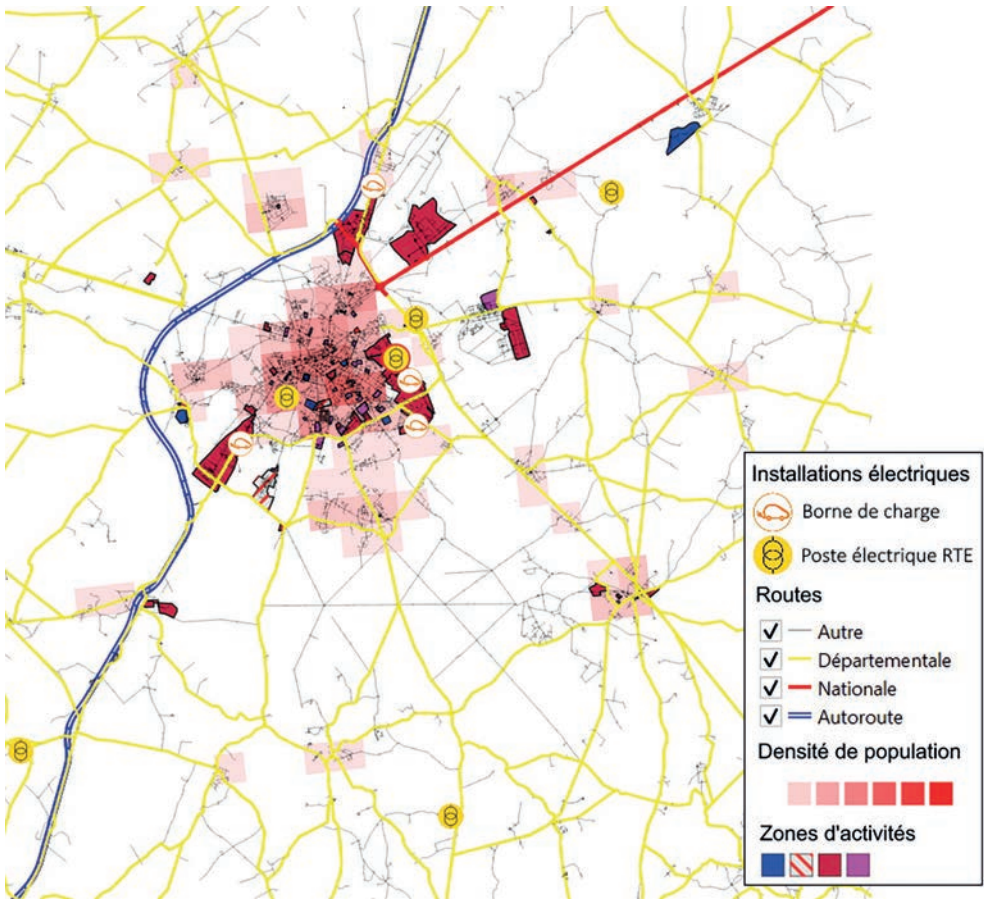 Installations électriques
Borne de charge
Poste électrique RTE
Routes
Autre
Départementale
Nationale
Autoroute
Densité de population
Zones d'activités